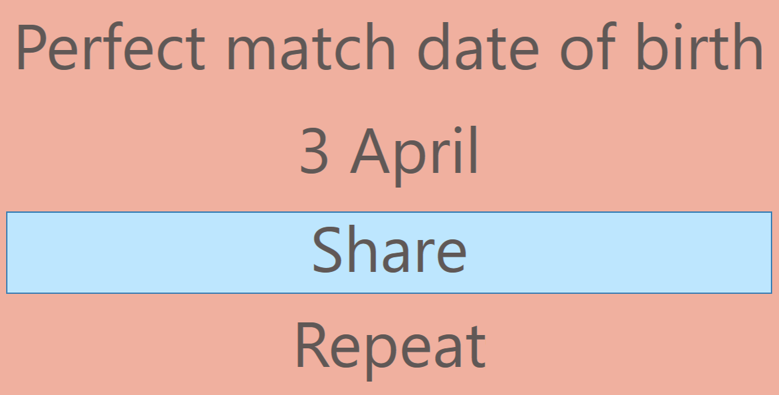 Perfect match date of birth
3 April
Share
Repeat